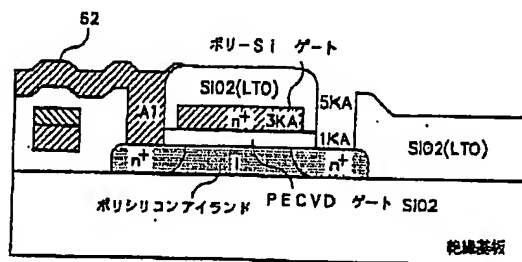 62
ポリーSi ゲート
SiO2(LTO)
Al
n+ 3KA
5KA
1KA
SiO2(LTO)
n+
i
n+
ポリシリコンアイランド
PECVD ゲート SiO2
絶縁基板